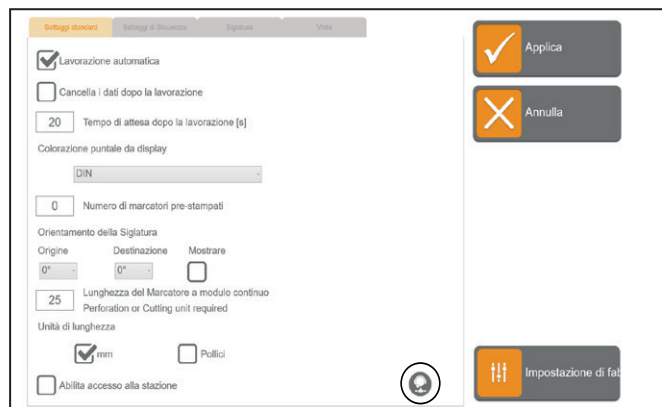 Dettagli standard
Dettagli di Sicurezza
Siglatura
Vista
Lavorazione automatica
Cancella i dati dopo la lavorazione
20 Tempo di attesa dopo la lavorazione [s]
Colorazione puntale da display
DIN
0 Numero di marcatori pre-stampati
Orientamento della Siglatura
Origine Destinazione Mostrare
0° 0°
25 Lunghezza del Marcatore a modulo continuo
Perforation or Cutting unit required
Unità di lunghezza
mm Pollici
Abilita accesso alla stazione
Applica
Annulla
Impostazione di fab